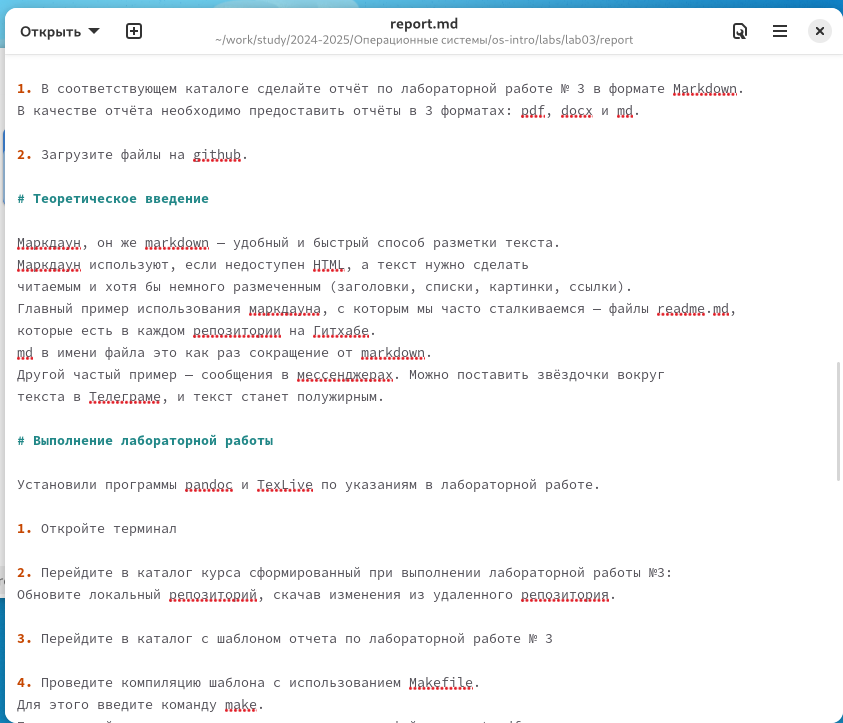 Открыть
report.md
~/work/study/2024-2025/Операционные системы/os-intro/labs/lab03/report
1. В соответствующем каталоге сделайте отчёт по лабораторной работе № 3 в формате Markdown.
В качестве отчёта необходимо предоставить отчёты в 3 форматах: pdf, docx и md.
2. Загрузите файлы на github.
# Теоретическое введение
Маркдаун, он же markdown — удобный и быстрый способ разметки текста.
Маркдаун используют, если недоступен HTML, а текст нужно сделать
читаемым и хотя бы немного размеченным (заголовки, списки, картинки, ссылки).
Главный пример использования маркдауна, с которым мы часто сталкиваемся — файлы readme.md,
которые есть в каждом репозитории на Гитхабе.
md в имени файла это как раз сокращение от markdown.
Другой частый пример — сообщения в мессенджерах. Можно поставить звёздочки вокруг
текста в Телеграме, и текст станет полужирным.
# Выполнение лабораторной работы
Установили программы pandoc и TexLive по указаниям в лабораторной работе.
1. Откройте терминал
2. Перейдите в каталог курса сформированный при выполнении лабораторной работы №3:
Обновите локальный репозиторий, скачав изменения из удаленного репозитория.
3. Перейдите в каталог с шаблоном отчета по лабораторной работе № 3
4. Проведите компиляцию шаблона с использованием Makefile.
Для этого введите команду make.